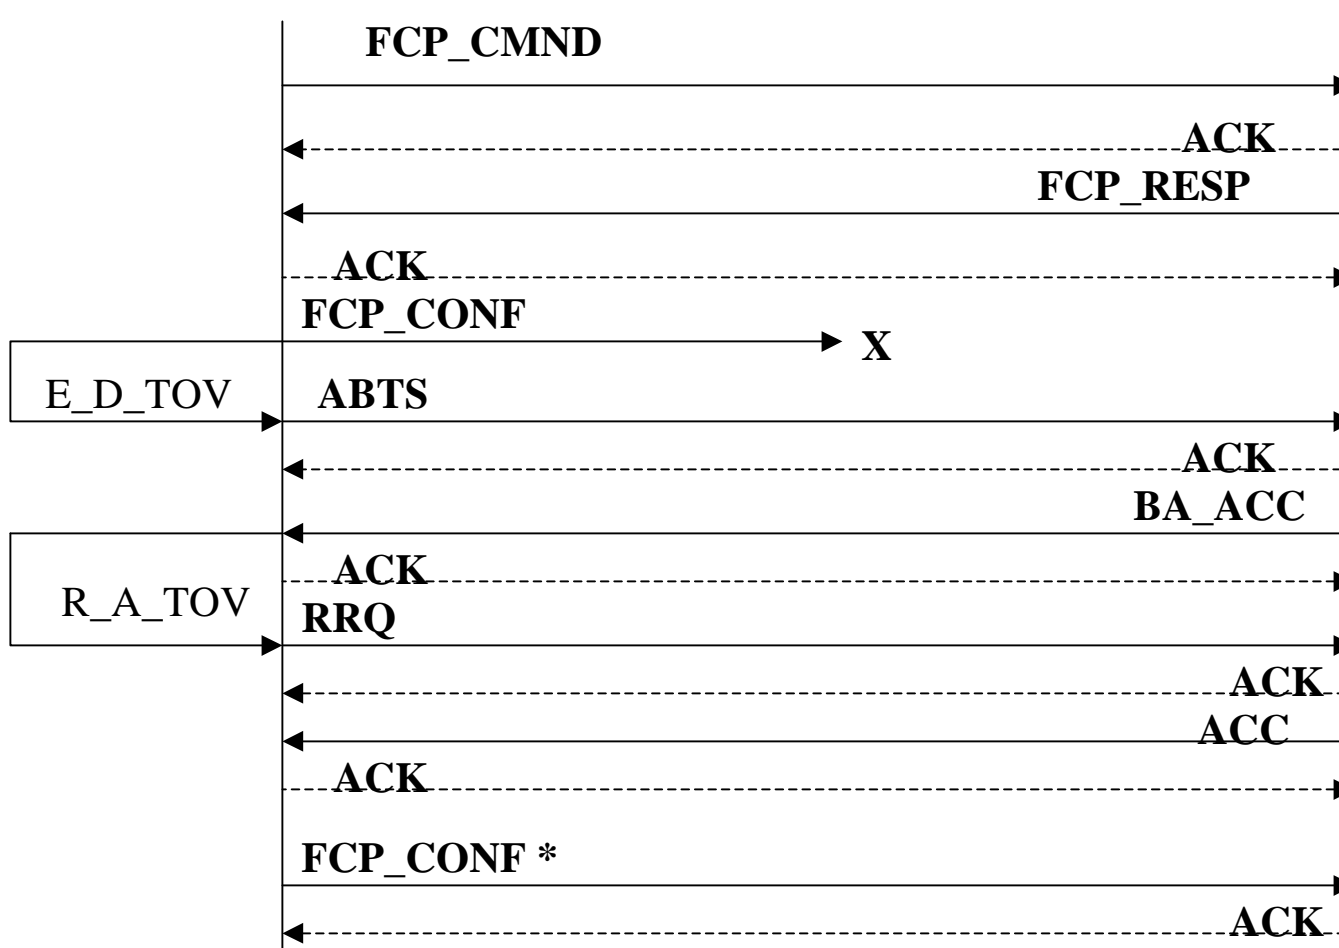 FCP_CMND
ACK
FCP_RESP
ACK
FCP_CONF
X
E_D_TOV ABTS
ACK
BA_ACC
ACK
R_A_TOV
RRQ
ACK
ACC
ACK
FCP_CONF *
ACK